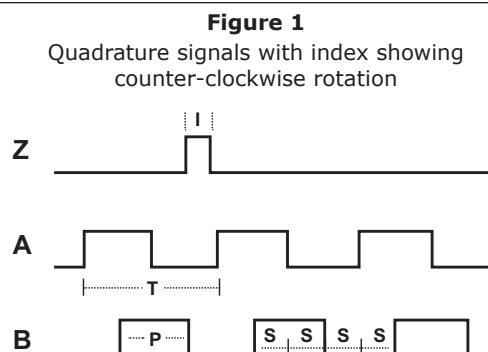 Figure 1
Quadrature signals with index showing
counter-clockwise rotation
I
Z
A
T
B
P
S S S S